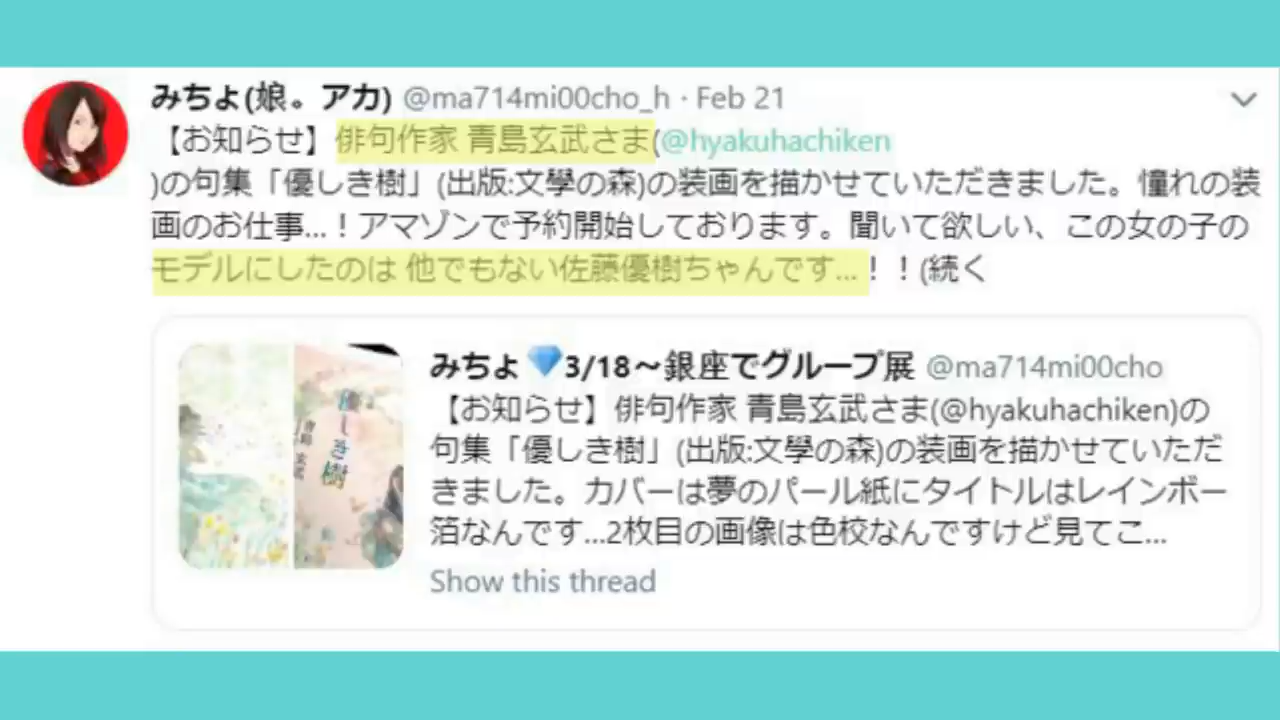 みちょ(娘。アカ) @ma714mi00cho_h · Feb 21
【お知らせ】俳句作家 青島玄武さま(@hyakuhachiken
)の句集「優しき樹」(出版:文學の森)の装画を描かせていただきました。憧れの装
画のお仕事...！アマゾンで予約開始しております。聞いて欲しい、この女の子の
モデルにしたのは 他でもない佐藤優樹ちゃんです...！！(続く
みちょ💎3/18～銀座でグループ展 @ma714mi00cho
【お知らせ】俳句作家 青島玄武さま(@hyakuhachiken)の
句集「優しき樹」(出版:文學の森)の装画を描かせていただ
きました。カバーは夢のパール紙にタイトルはレインボー
箔なんです...2枚目の画像は色校なんですけど見てこ...
Show this thread
優しき樹
青島 玄武